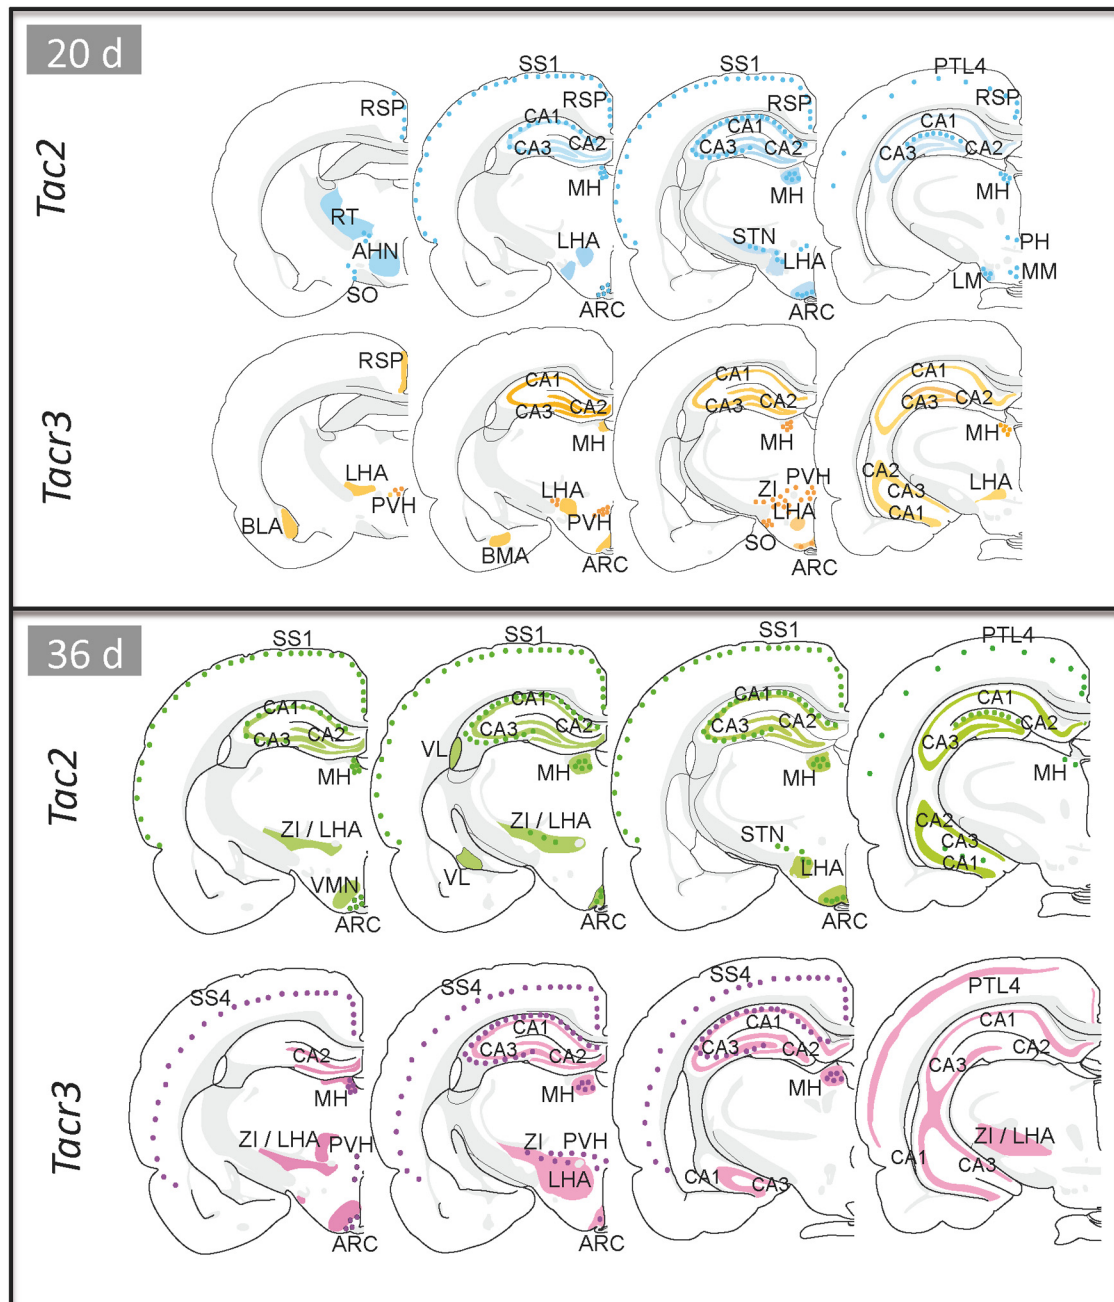 20 d
Tac2
RSP
RT
AHN
SO
SS1
RSP
CA1
CA3
CA2
MH
LHA
ARC
SS1
RSP
CA1
CA3
CA2
MH
STN
LHA
ARC
PTL4
RSP
CA1
CA3
CA2
MH
PH
LM
MM
Tacr3
RSP
LHA
PVH
BLA
CA1
CA3
CA2
MH
LHA
PVH
BMA
ARC
CA1
CA3
CA2
MH
PVH
ZI
LHA
SO
ARC
CA1
CA3
CA2
MH
CA2
CA3
LHA
CA1
36 d
Tac2
SS1
CA1
CA3
CA2
MH
ZI / LHA
VMN
ARC
SS1
CA1
CA3
CA2
VL
MH
ZI / LHA
VL
ARC
SS1
CA1
CA3
CA2
MH
STN
LHA
ARC
PTL4
CA1
CA2
CA3
MH
CA2
CA3
CA1
Tacr3
SS4
CA2
MH
ZI / LHA
PVH
ARC
SS4
CA1
CA3
CA2
MH
ZI
PVH
LHA
ARC
SS4
CA1
CA3
CA2
MH
CA1
CA3
PTL4
CA1
CA2
CA3
ZI / LHA
CA1
CA3